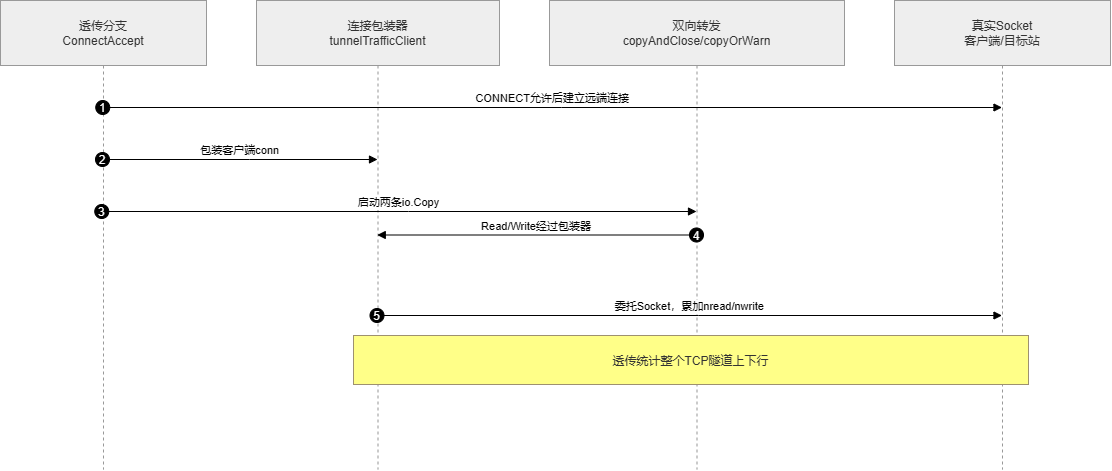 透传分支
ConnectAccept
连接包装器
tunnelTrafficClient
双向转发
copyAndClose/copyOrWarn
真实Socket
客户端/目标站
1
CONNECT允许后建立远端连接
2
包装客户端conn
3
启动两条io.Copy
Read/Write经过包装器
4
5
委托Socket，累加nread/nwrite
透传统计整个TCP隧道上下行